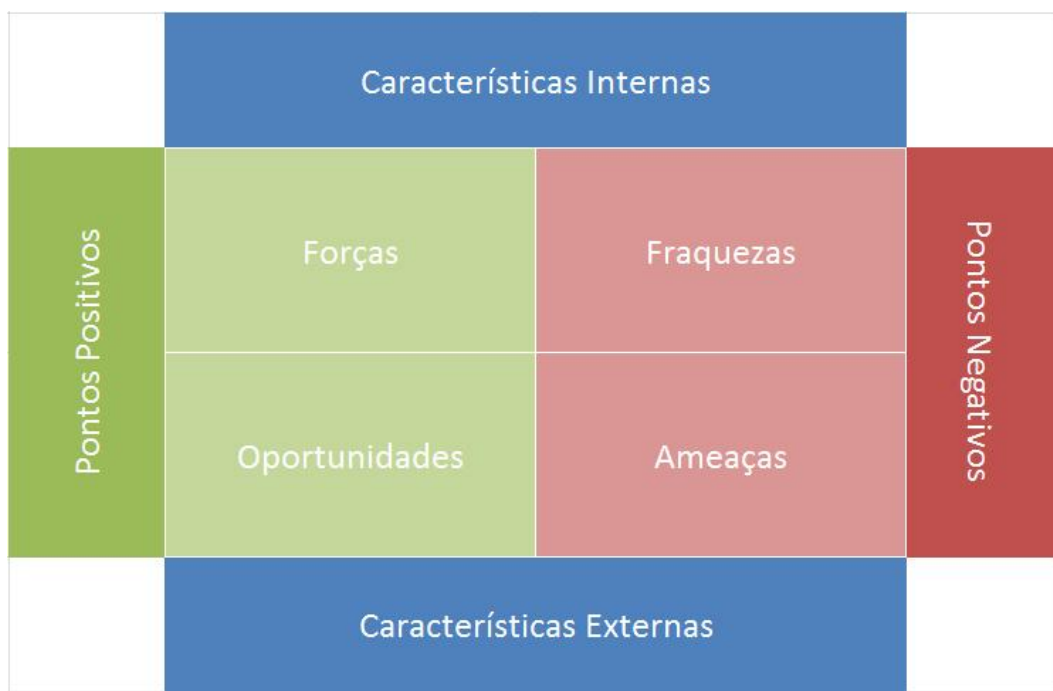 Características Internas
Pontos Positivos
Forças
Fraquezas
Pontos Negativos
Oportunidades
Ameaças
Características Externas